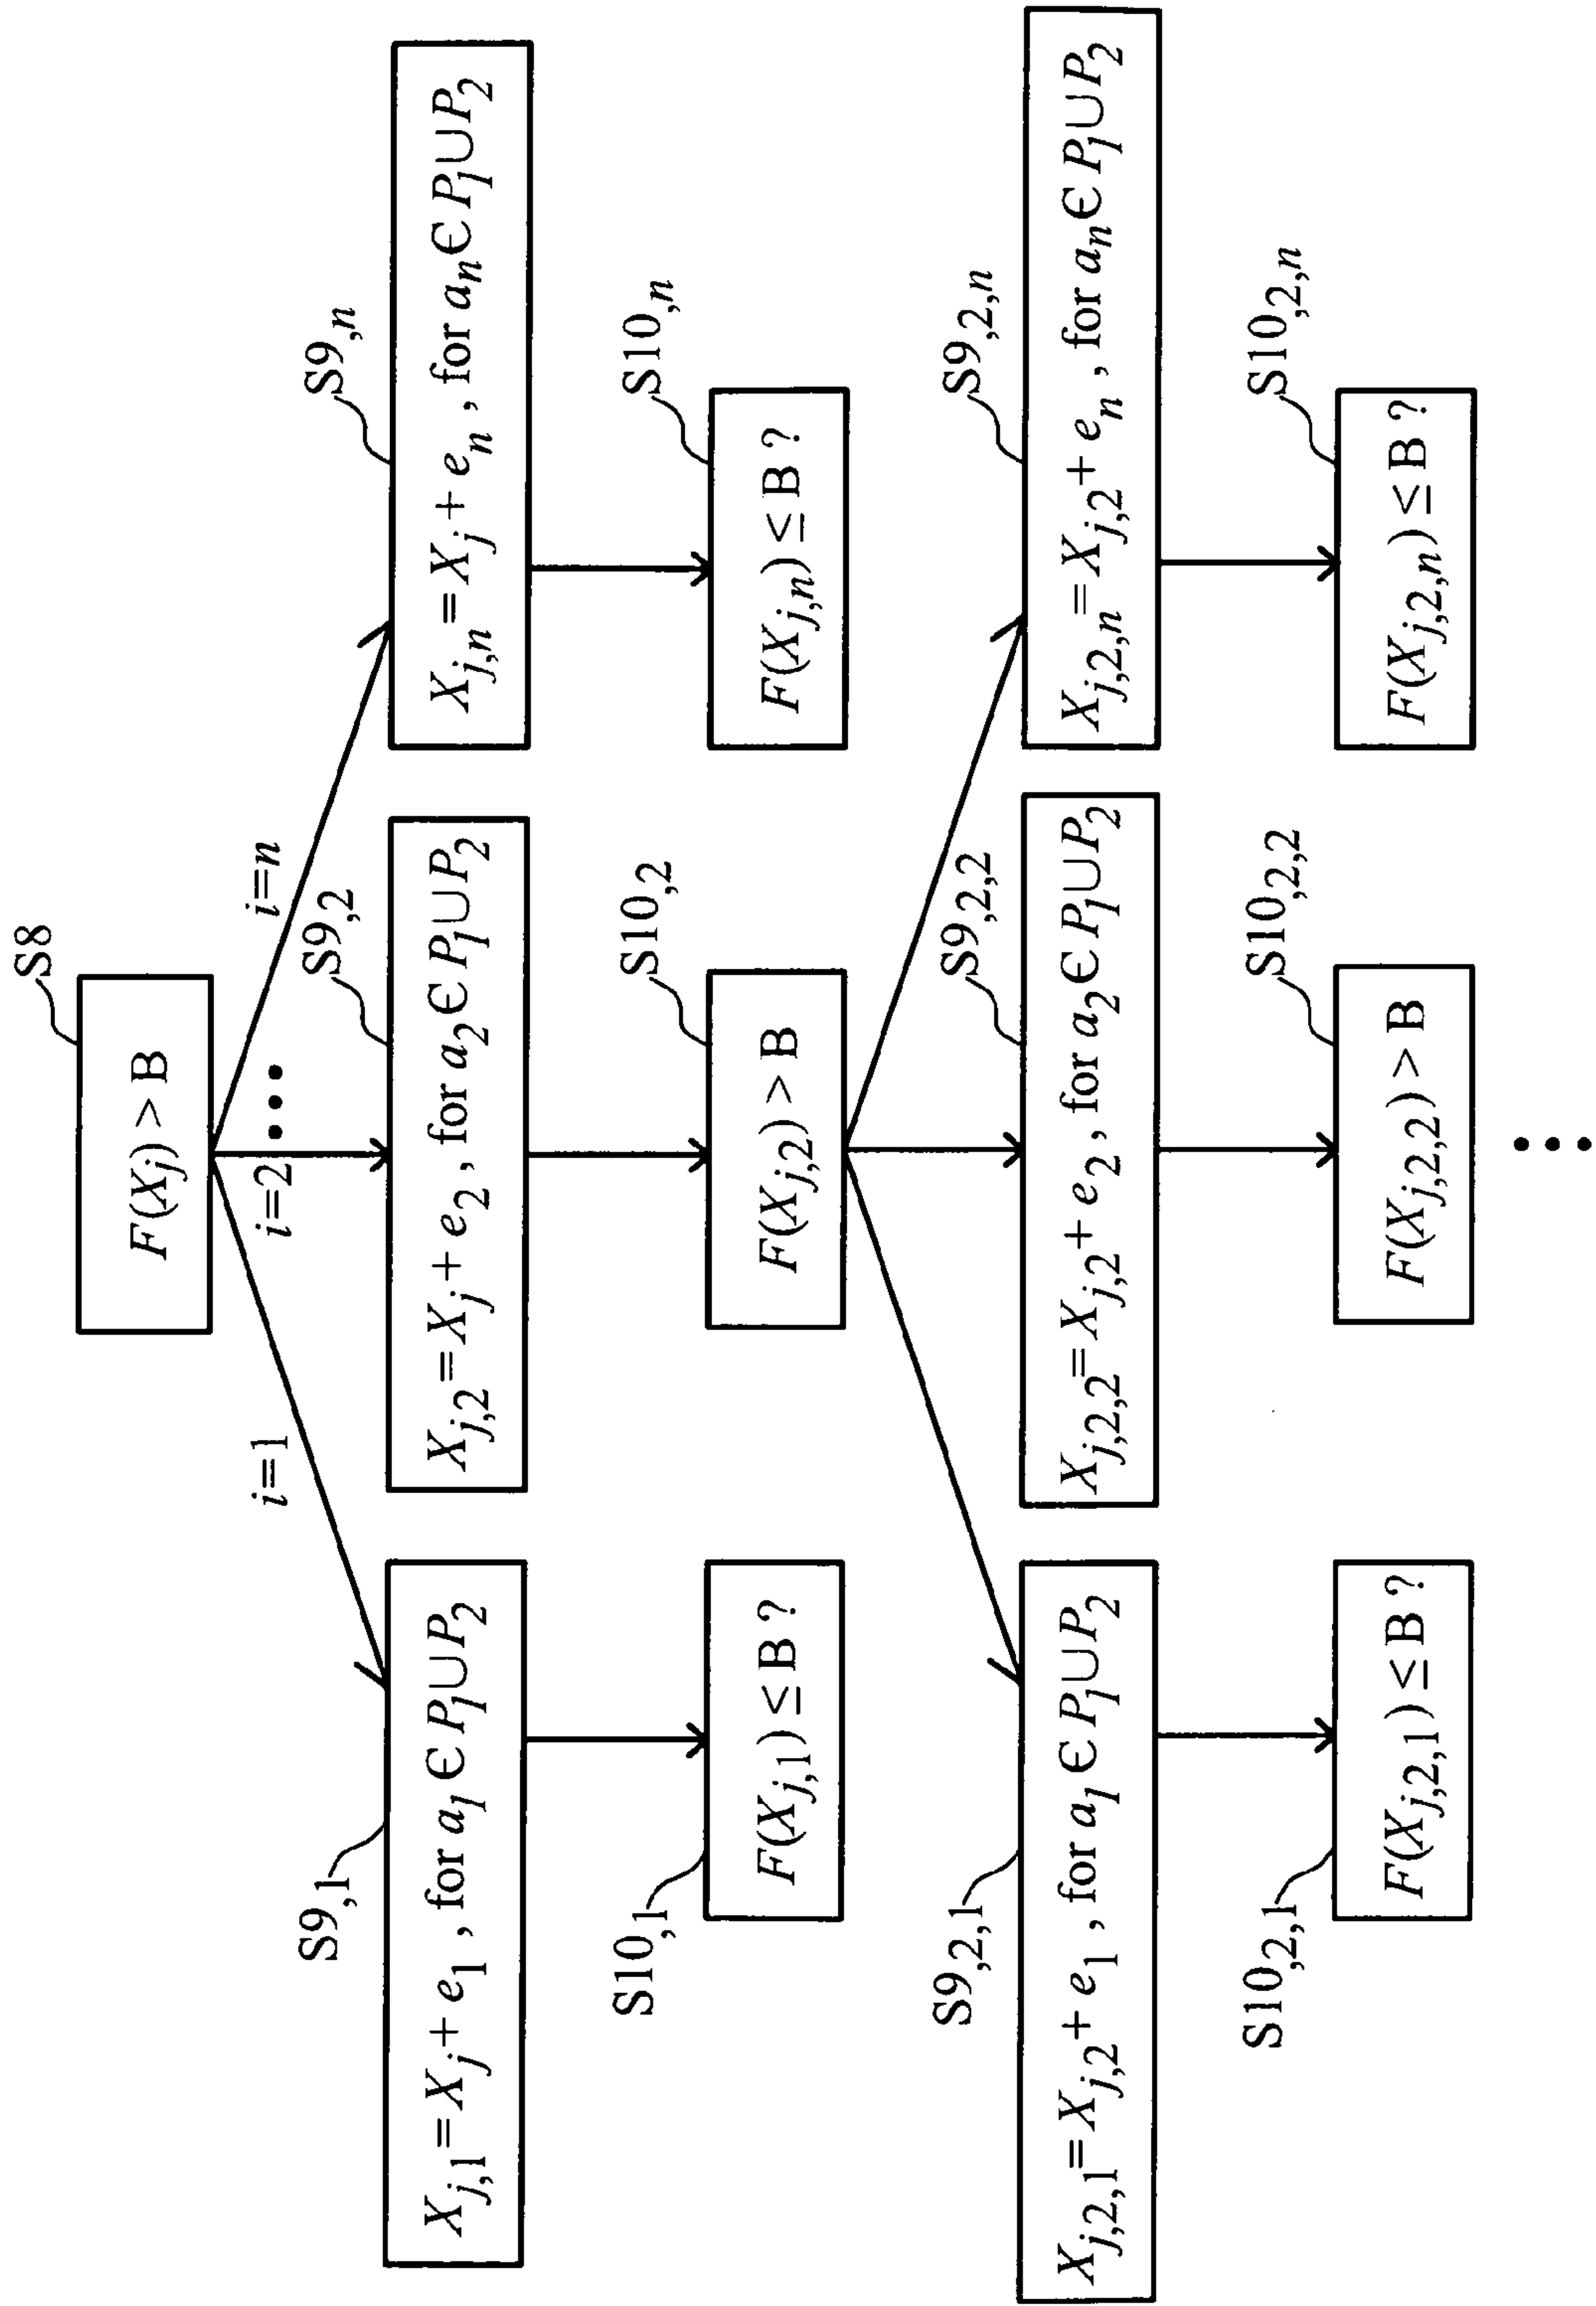 S8
F(X_j) > B
i=1
i=2
•••
i=n
S9,1
X_{j,1}=X_j+e_1, for a_1 ∈ P_1∪P_2
S9,2
X_{j,2}=X_j+e_2, for a_2 ∈ P_1∪P_2
S9,n
X_{j,n}=X_j+e_n, for a_n ∈ P_1∪P_2
S10,1
F(X_{j,1}) ≤ B ?
S10,2
F(X_{j,2}) > B
S10,n
F(X_{j,n}) ≤ B ?
S9,2,1
X_{j,2,1}=X_{j,2}+e_1, for a_1 ∈ P_1∪P_2
S9,2,2
X_{j,2,2}=X_{j,2}+e_2, for a_2 ∈ P_1∪P_2
S9,2,n
X_{j,2,n}=X_{j,2}+e_n, for a_n ∈ P_1∪P_2
S10,2,1
F(X_{j,2,1}) ≤ B ?
S10,2,2
F(X_{j,2,2}) > B
S10,2,n
F(X_{j,2,n}) ≤ B ?